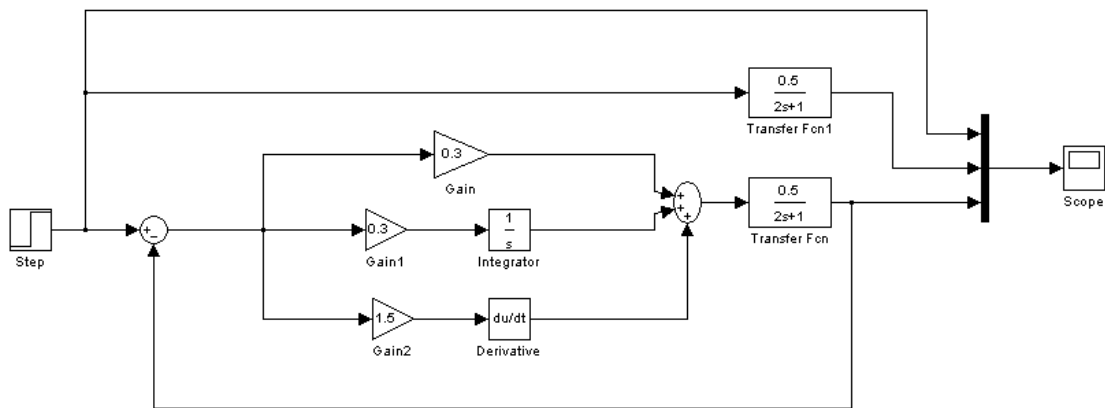 0.5
2s+1
Transfer Fcn1
0.3
Gain
+
+
+
0.5
2s+1
Transfer Fcn
Scope
Step
+
−
0.3
Gain1
1
s
Integrator
1.5
Gain2
du/dt
Derivative